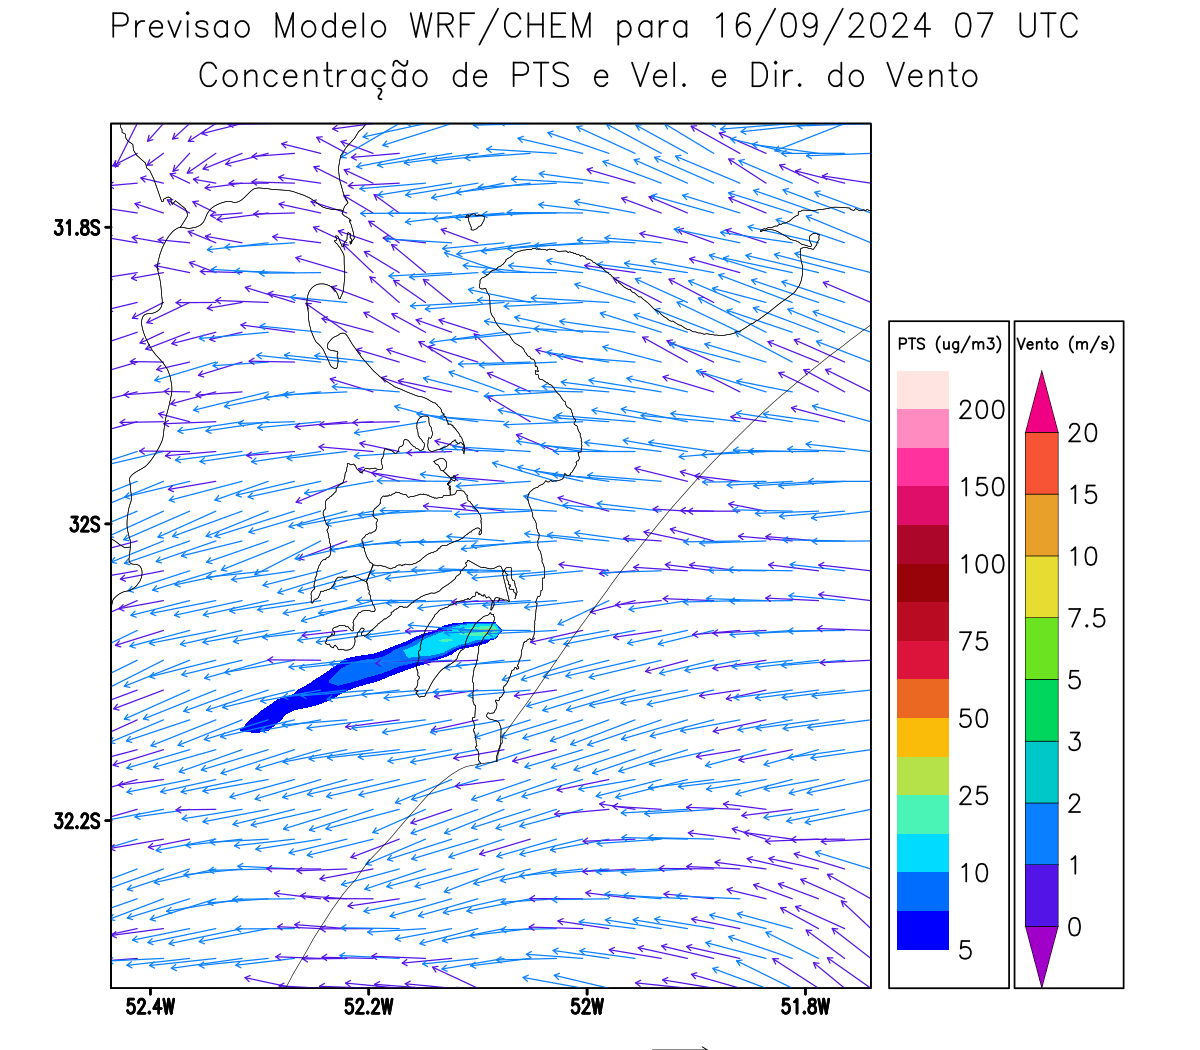 Previsao Modelo WRF/CHEM para 16/09/2024 07 UTC
Concentração de PTS e Vel. e Dir. do Vento
31.8S
32S
32.2S
52.4W
52.2W
52W
51.8W
PTS (ug/m3)
200
150
100
75
50
25
10
5
Vento (m/s)
20
15
10
7.5
5
3
2
1
0